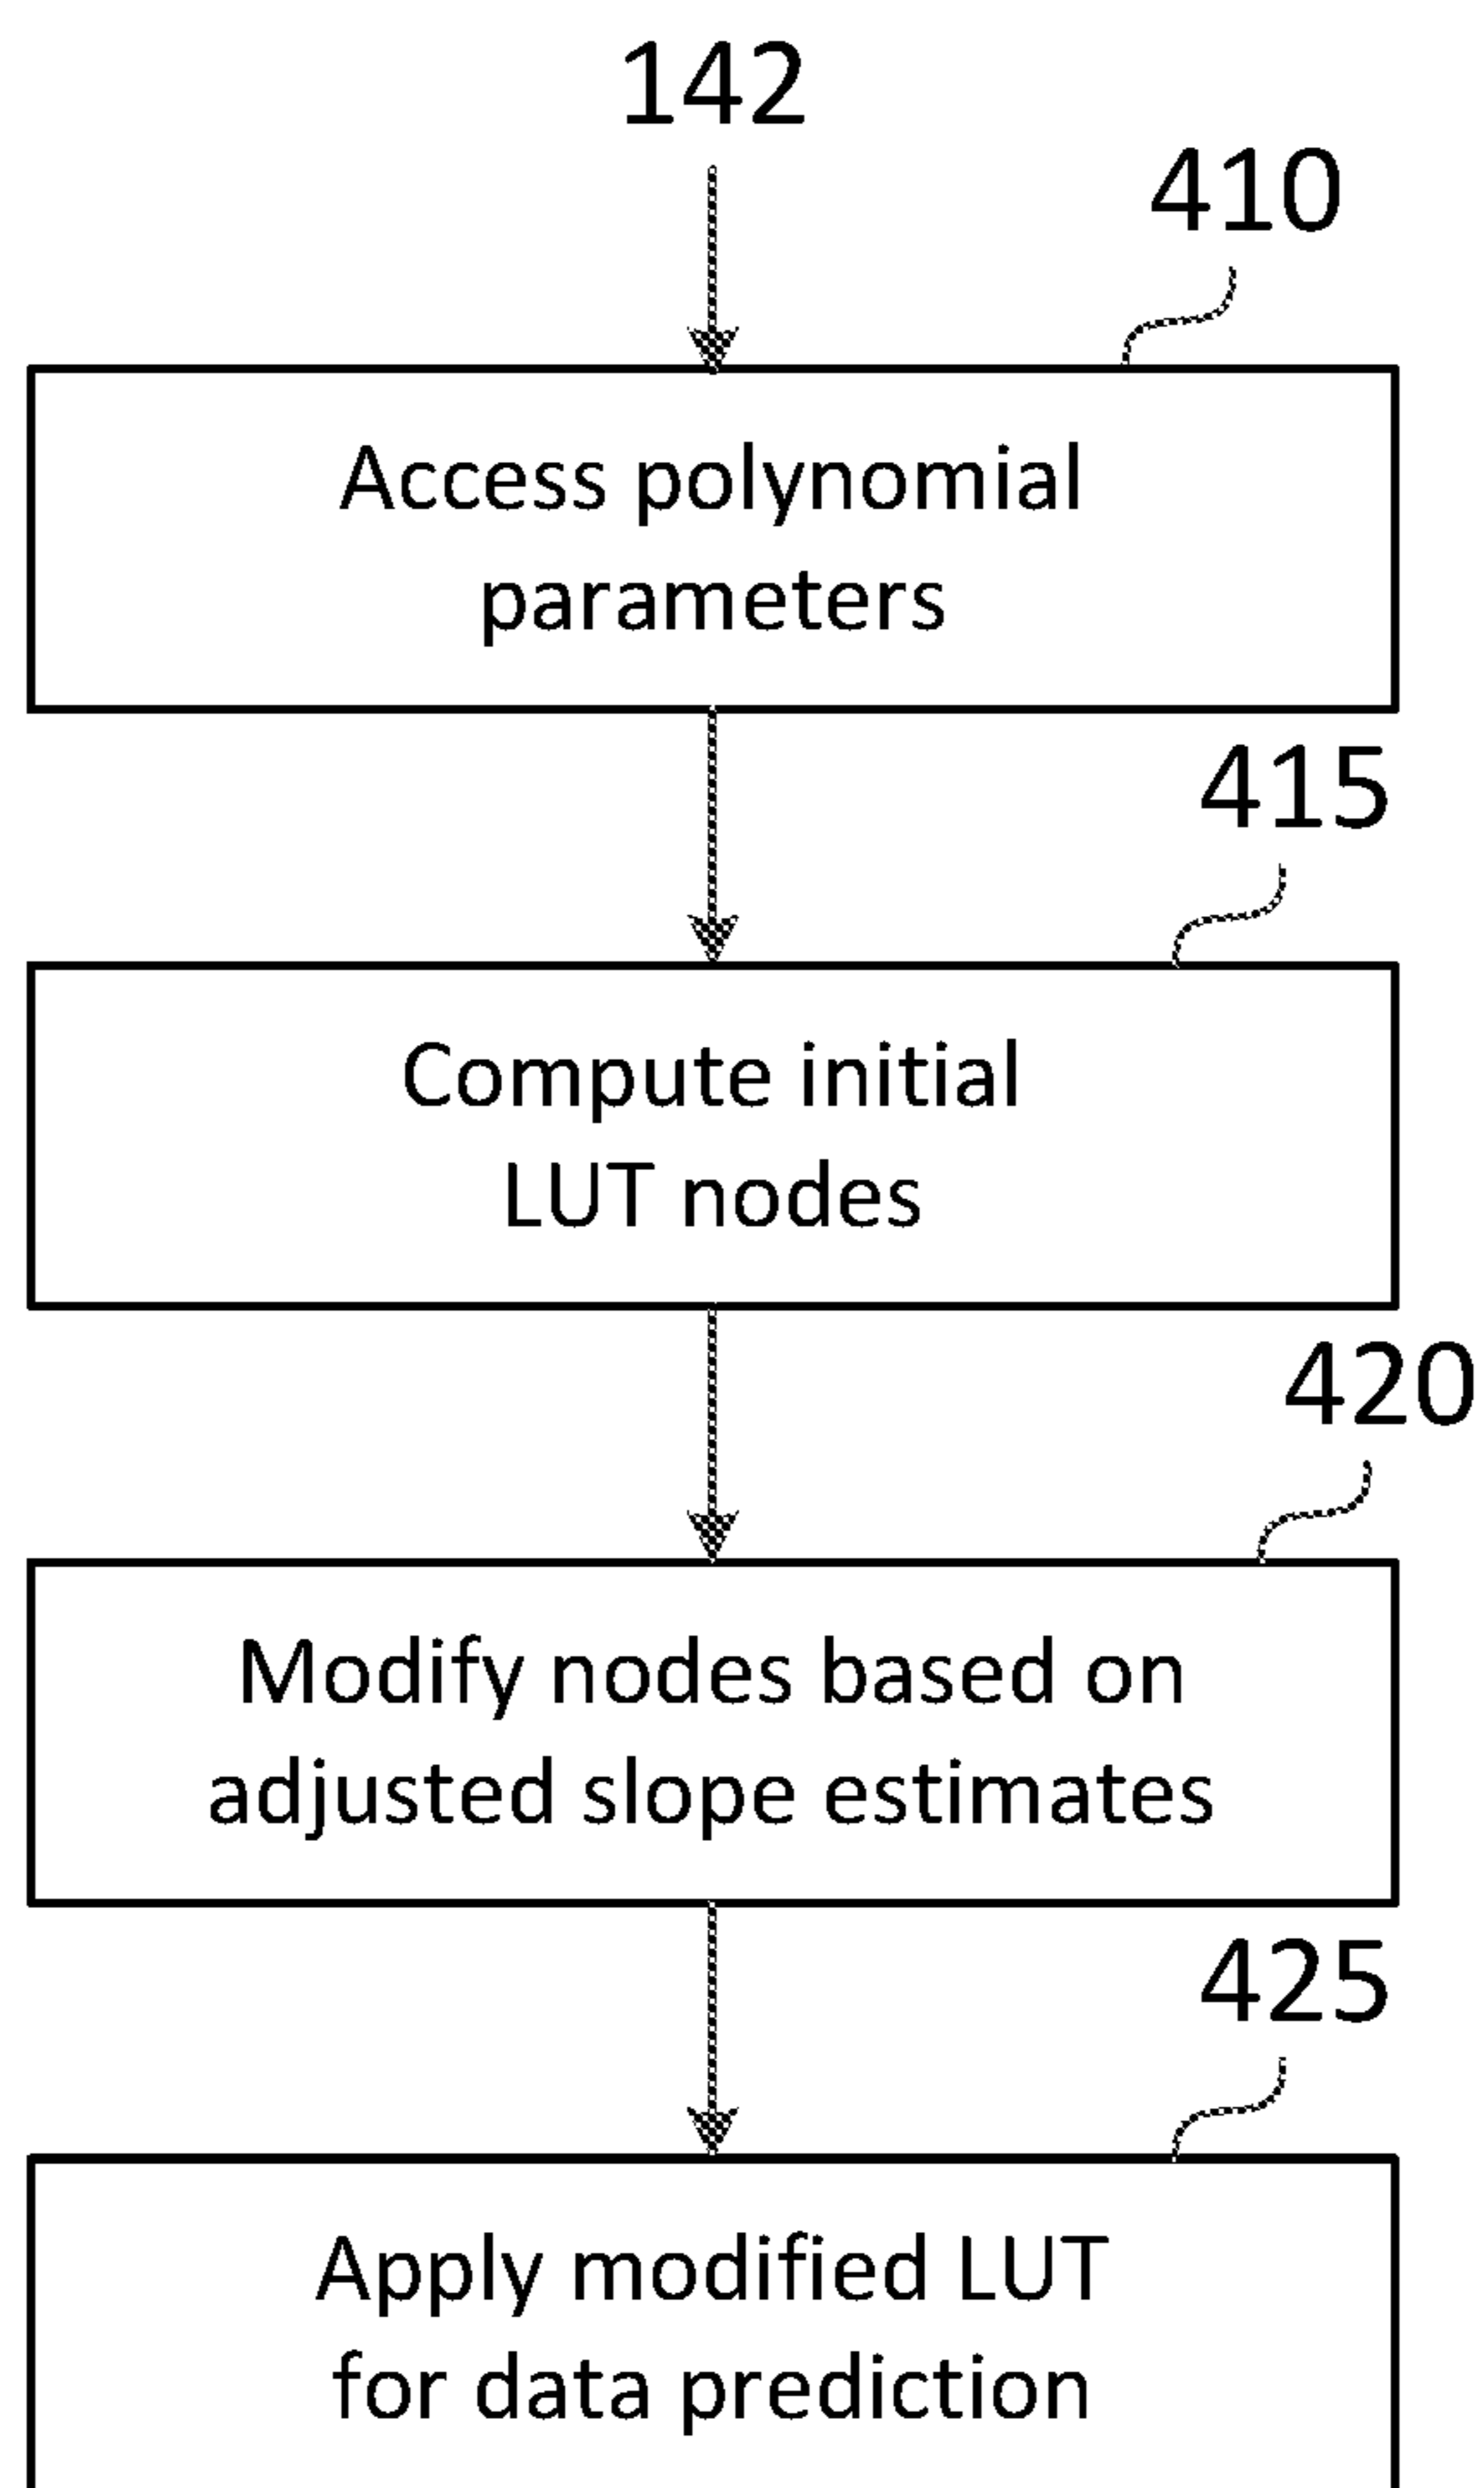 142
410
Access polynomial
parameters
415
Compute initial
LUT nodes
420
Modify nodes based on
adjusted slope estimates
425
Apply modified LUT
for data prediction